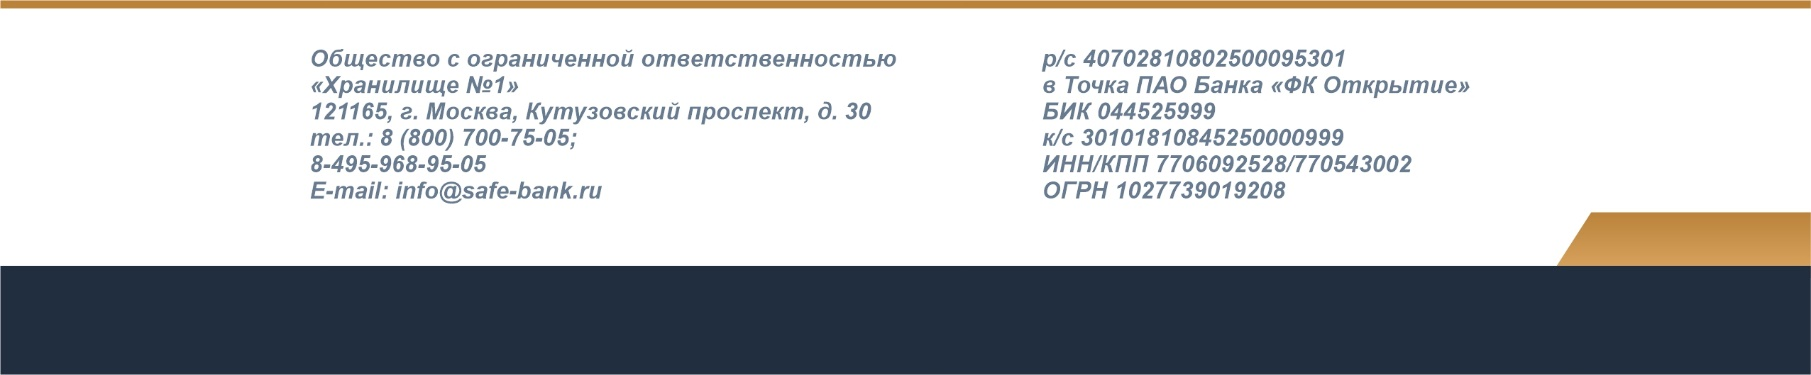 Общество с ограниченной ответственностью
«Хранилище №1»
121165, г. Москва, Кутузовский проспект, д. 30
тел.: 8 (800) 700-75-05;
8-495-968-95-05
E-mail: info@safe-bank.ru
р/с 40702810802500095301
в Точка ПАО Банка «ФК Открытие»
БИК 044525999
к/с 30101810845250000999
ИНН/КПП 7706092528/770543002
ОГРН 1027739019208